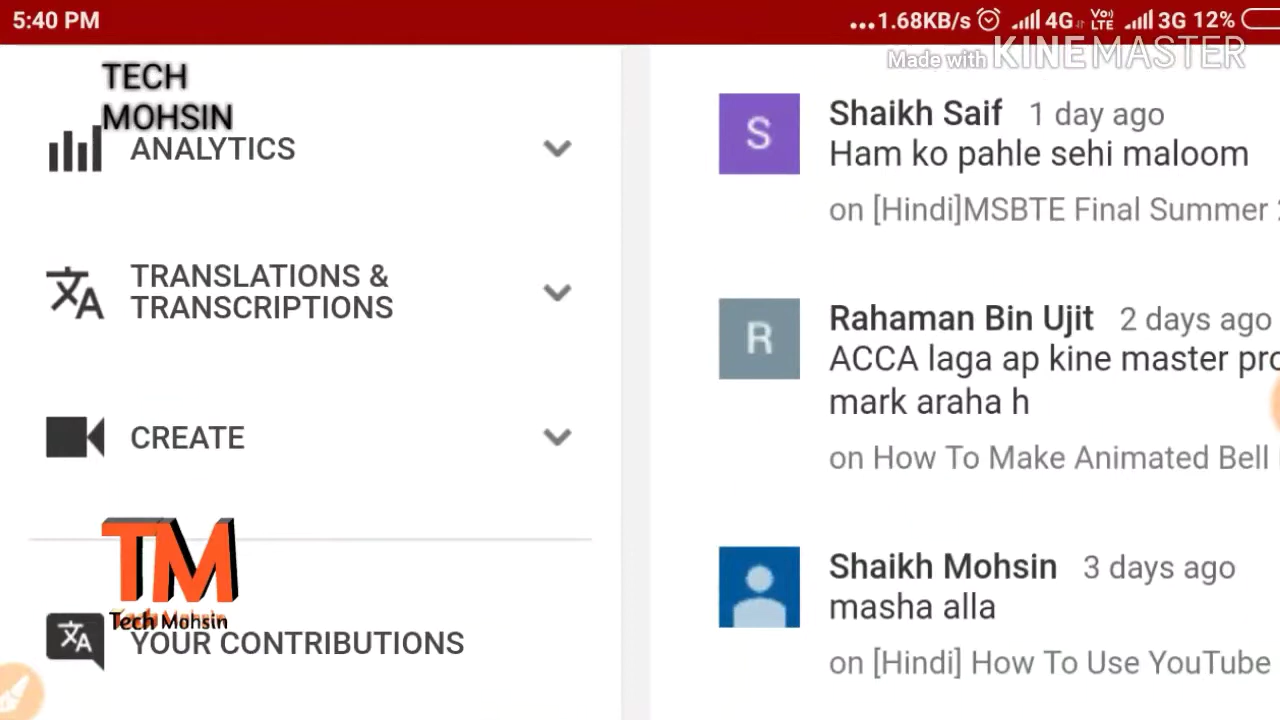 5:40 PM
...1.68KB/s 4G VoLTE 3G 12%
Made with KINEMASTER
TECH
MOHSIN
ANALYTICS
TRANSLATIONS &
TRANSCRIPTIONS
CREATE
TM
Tech Mohsin
YOUR CONTRIBUTIONS
S
Shaikh Saif 1 day ago
Ham ko pahle sehi maloom
on [Hindi]MSBTE Final Summer
R
Rahaman Bin Ujit 2 days ago
ACCA laga ap kine master pro
mark araha h
on How To Make Animated Bell
Shaikh Mohsin 3 days ago
masha alla
on [Hindi] How To Use YouTube